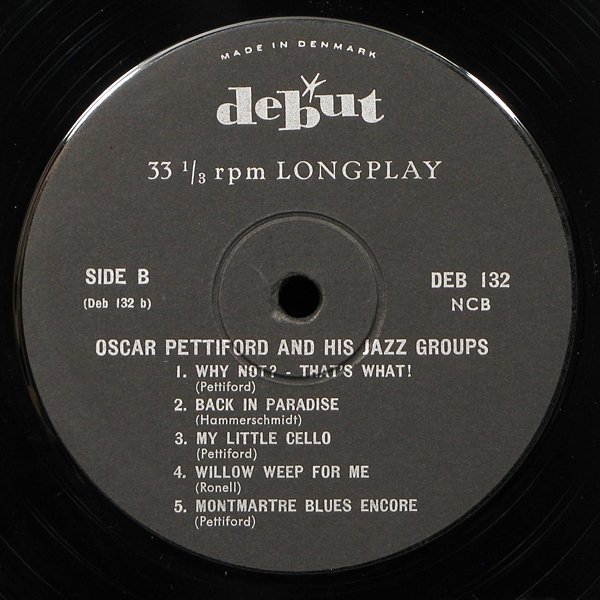 MADE IN DENMARK
debut
33 1/3 rpm LONGPLAY
SIDE B
(Deb 132 b)
DEB 132
NCB
OSCAR PETTIFORD AND HIS JAZZ GROUPS
1. WHY NOT? - THAT'S WHAT!
(Pettiford)
2. BACK IN PARADISE
(Hammerschmidt)
3. MY LITTLE CELLO
(Pettiford)
4. WILLOW WEEP FOR ME
(Ronell)
5. MONTMARTRE BLUES ENCORE
(Pettiford)